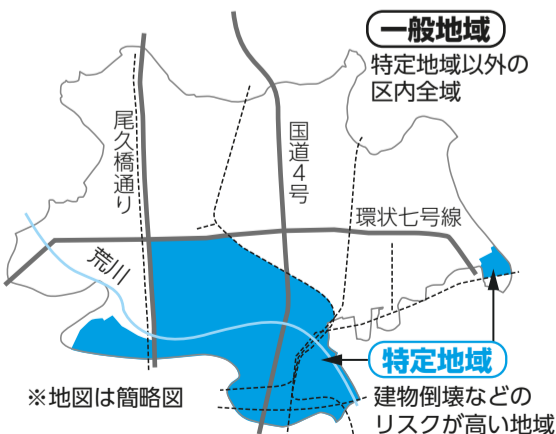 一般地域
特定地域以外の
区内全域
尾久橋通り
国道4号
環状七号線
荒川
特定地域
※地図は簡略図
建物倒壊などの
リスクが高い地域